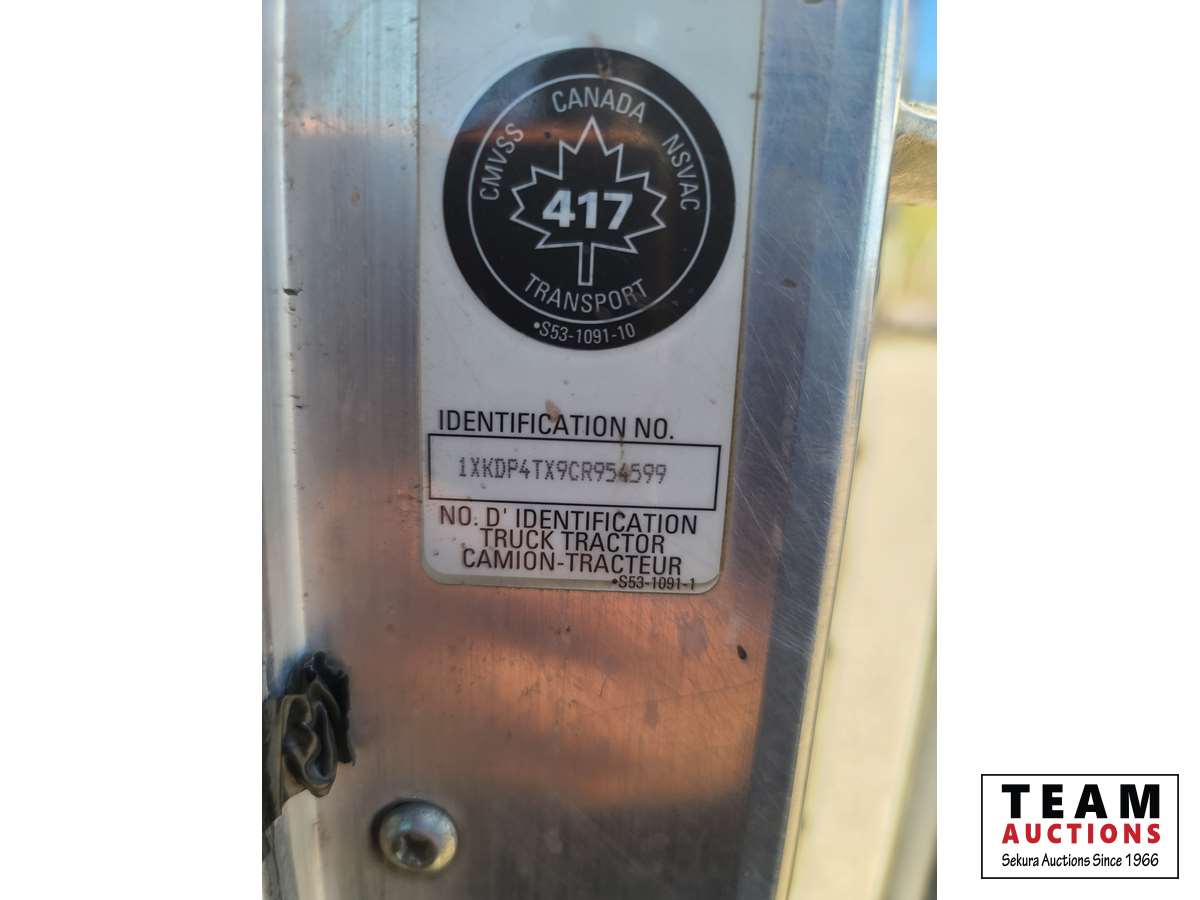 CANADA
CMVSS
NSVAC
417
TRANSPORT
•S53-1091-10
IDENTIFICATION NO.
1XKDP4TX9CR954599
NO. D' IDENTIFICATION
TRUCK TRACTOR
CAMION-TRACTEUR
•S53-1091-1
TEAM
AUCTIONS
Sekura Auctions Since 1966